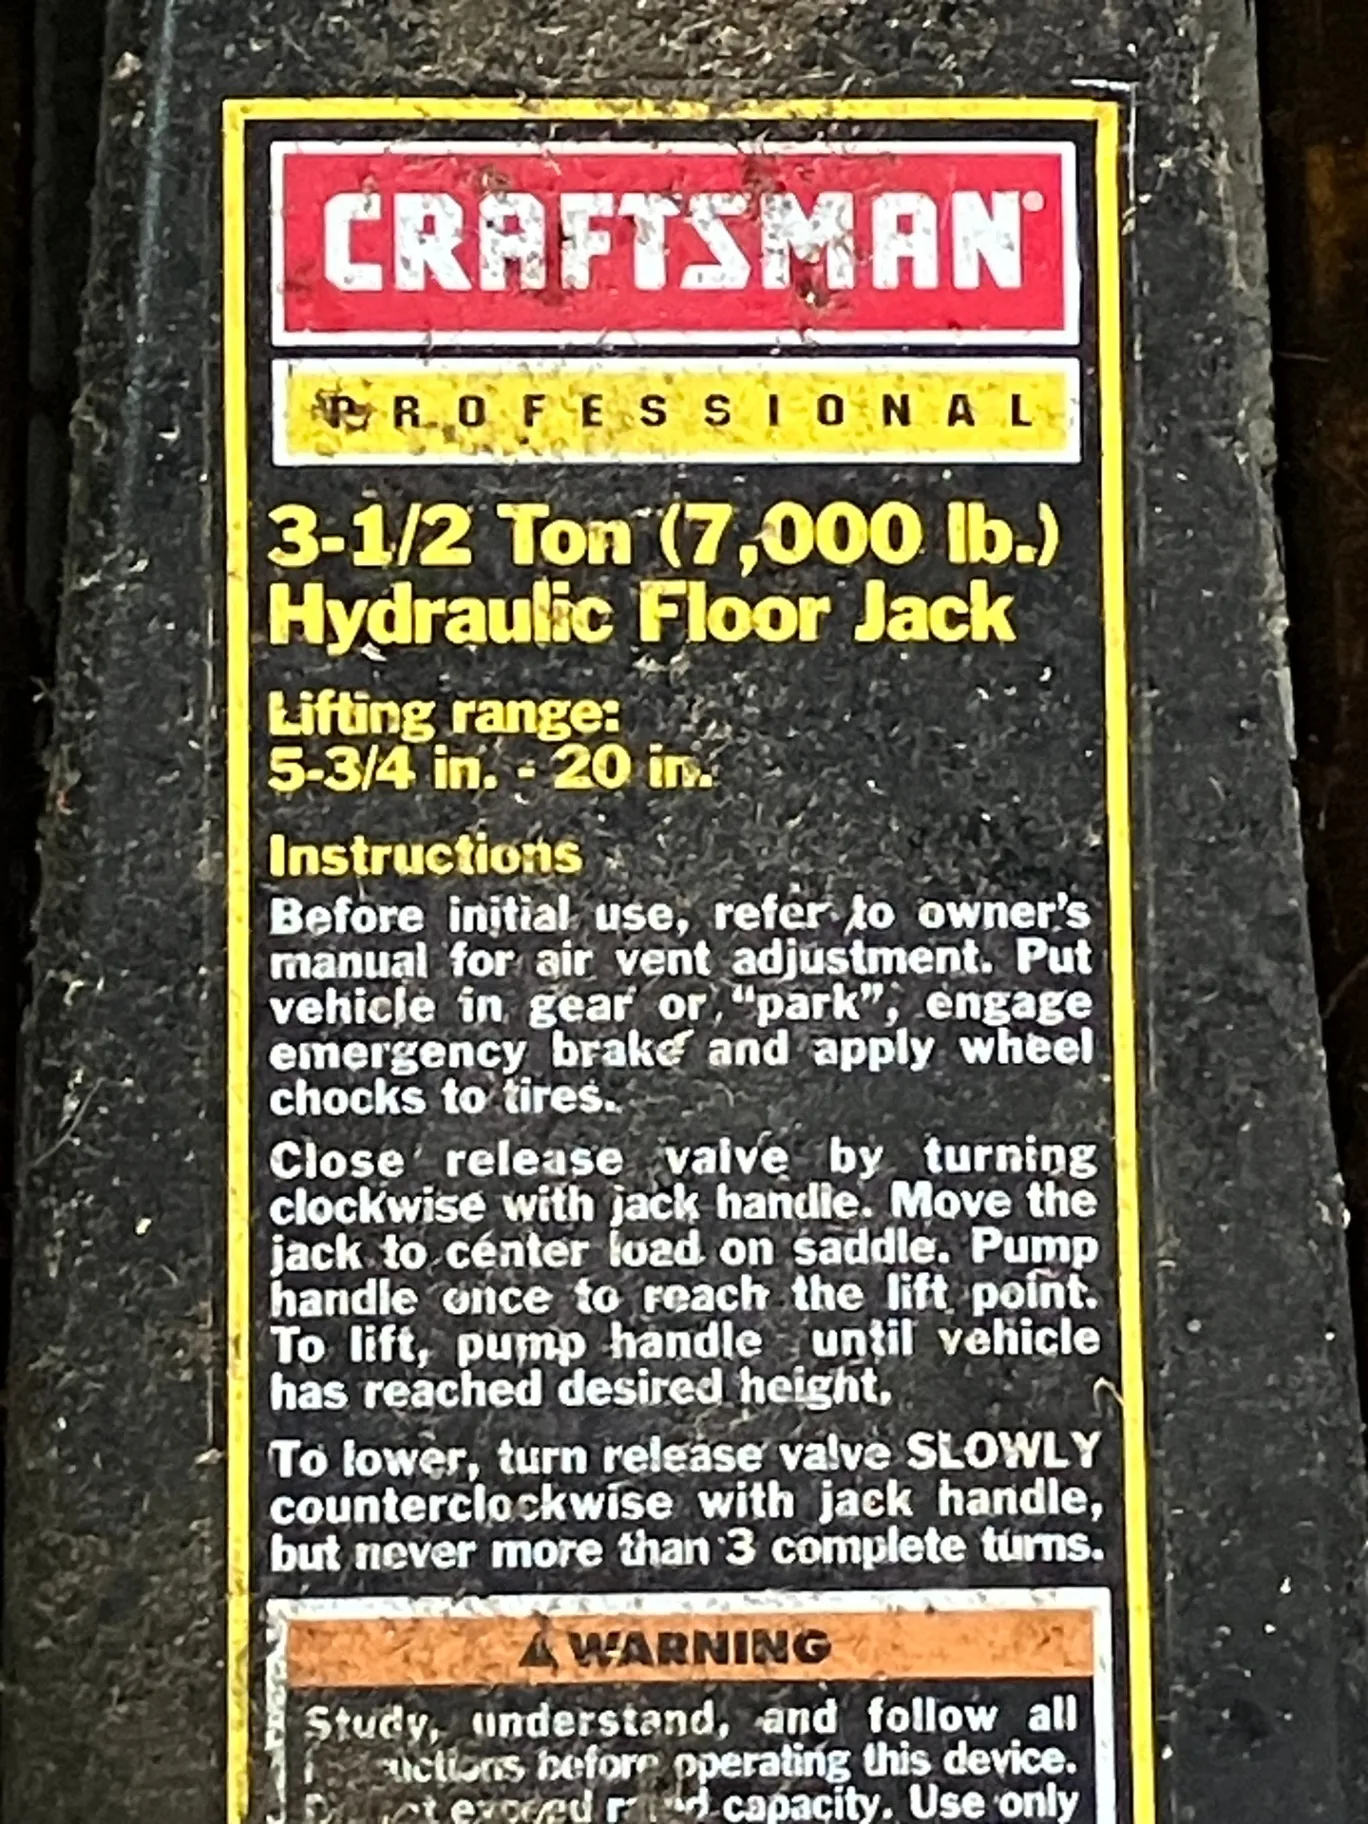 CRAFTSMAN®
PROFESSIONAL
3-1/2 Ton (7,000 lb.)
Hydraulic Floor Jack
Lifting range:
5-3/4 in. - 20 in.
Instructions
Before initial use, refer to owner's
manual for air vent adjustment. Put
vehicle in gear or “park”, engage
emergency brake and apply wheel
chocks to tires.
Close release valve by turning
clockwise with jack handle. Move the
jack to center load on saddle. Pump
handle once to reach the lift point.
To lift, pump handle until vehicle
has reached desired height.
To lower, turn release valve SLOWLY
counterclockwise with jack handle,
but never more than 3 complete turns.
WARNING
Study, understand, and follow all
instructions before operating this device.
Do not exceed rated capacity. Use only